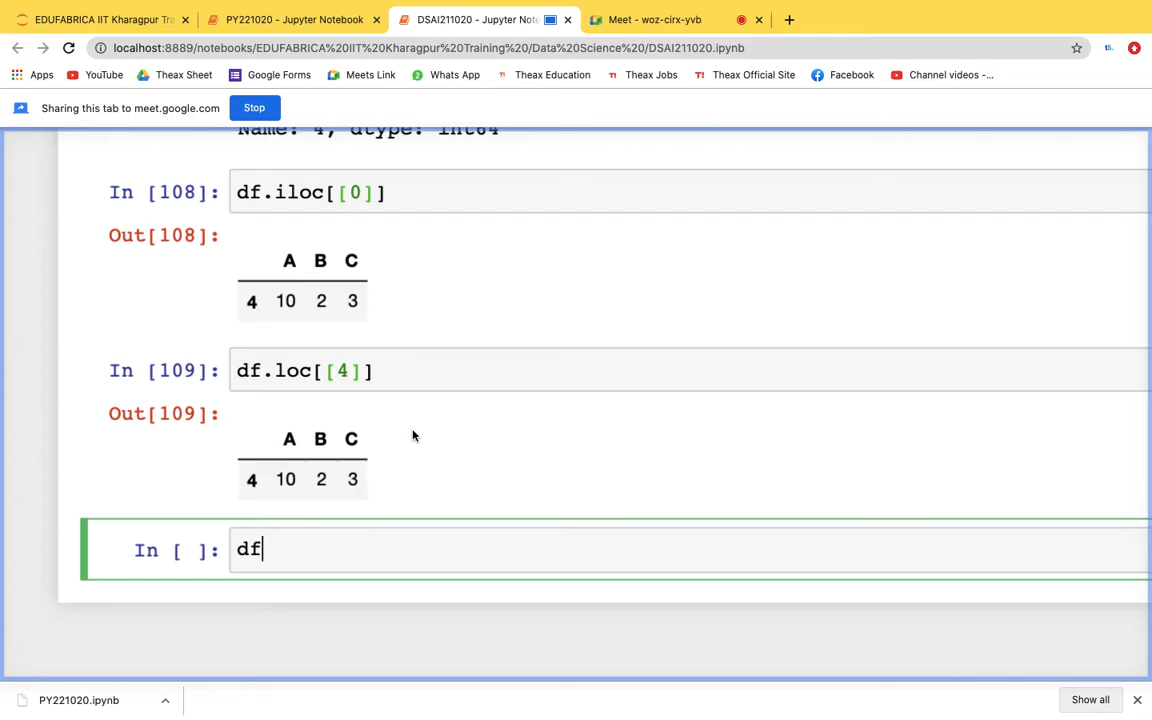 EDUFABRICA IIT Kharagpur Tra
PY221020 - Jupyter Notebook
DSAI211020 - Jupyter Note
Meet - woz-cirx-yvb
localhost:8889/notebooks/EDUFABRICA%20IIT%20Kharagpur%20Training%20/Data%20Science%20/DSAI211020.ipynb
Apps YouTube Theax Sheet Google Forms Meets Link Whats App Theax Education Theax Jobs Theax Official Site Facebook Channel videos -...
Sharing this tab to meet.google.com Stop
Name: 4, dtype: int64
In [108]: df.iloc[[0]]
Out[108]:
A B C
4 10 2 3
In [109]: df.loc[[4]]
Out[109]:
A B C
4 10 2 3
In [ ]: df
PY221020.ipynb Show all